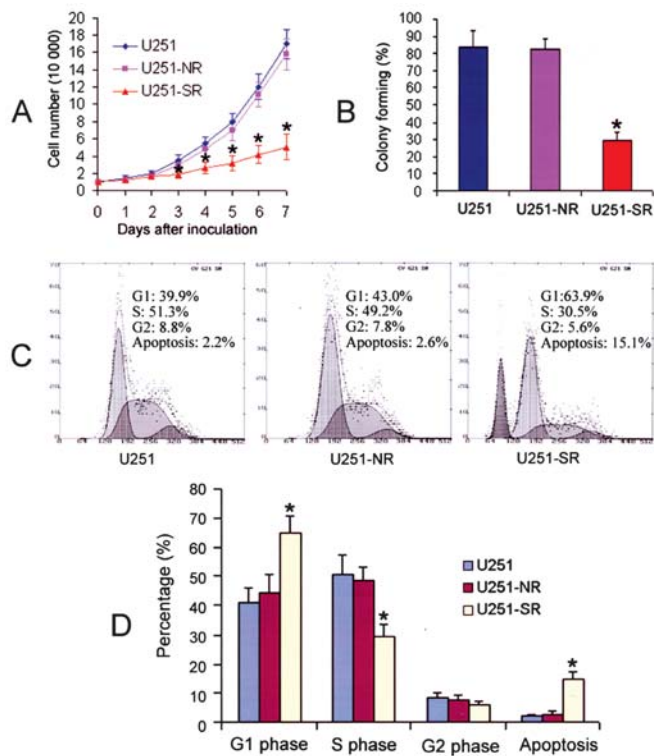 A
Cell number (10 000)
20
18
16
14
12
10
8
6
4
2
0
U251
U251-NR
U251-SR
*
*
*
*
*
0 1 2 3 4 5 6 7
Days after inoculation
B
Colony forming (%)
100
90
80
70
60
50
40
30
20
10
0
*
U251 U251-NR U251-SR
C
G1: 39.9%
S: 51.3%
G2: 8.8%
Apoptosis: 2.2%
U251
G1: 43.0%
S: 49.2%
G2: 7.8%
Apoptosis: 2.6%
U251-NR
G1:63.9%
S: 30.5%
G2: 5.6%
Apoptosis: 15.1%
U251-SR
D
Percentage (%)
80
70
60
50
40
30
20
10
0
*
*
*
U251
U251-NR
U251-SR
G1 phase S phase G2 phase Apoptosis